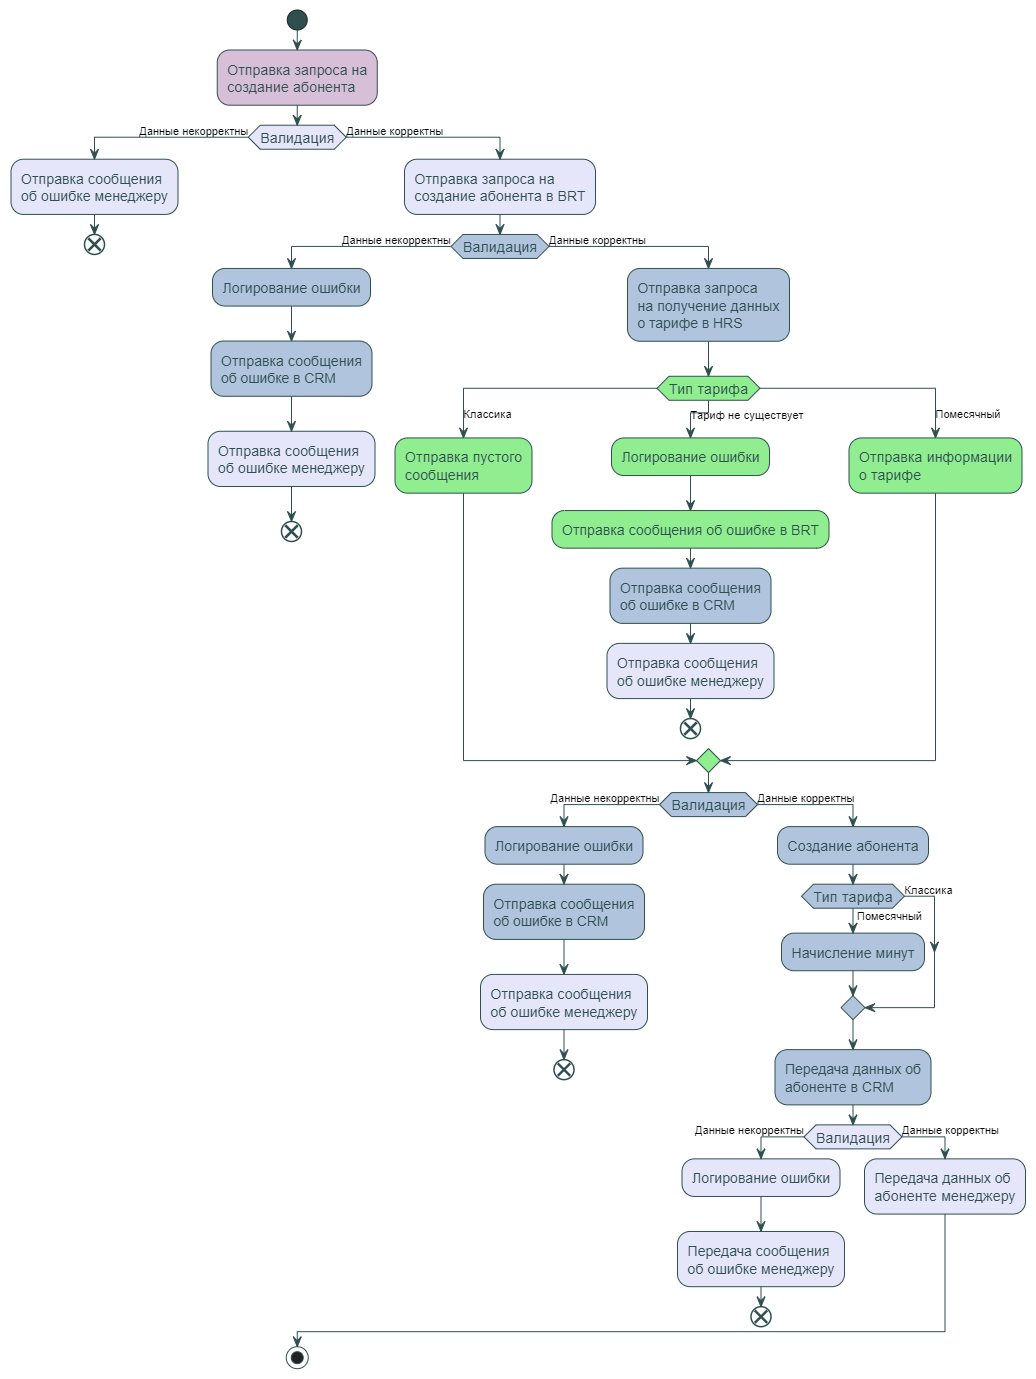 Отправка запроса на
создание абонента
Данные некорректны
Валидация
Данные корректны
Отправка сообщения
об ошибке менеджеру
Отправка запроса на
создание абонента в BRT
Данные некорректны
Валидация
Данные корректны
Логирование ошибки
Отправка сообщения
об ошибке в CRM
Отправка сообщения
об ошибке менеджеру
Отправка запроса
на получение данных
о тарифе в HRS
Тип тарифа
Классика
Тариф не существует
Помесячный
Отправка пустого
сообщения
Логирование ошибки
Отправка информации
о тарифе
Отправка сообщения об ошибке в BRT
Отправка сообщения
об ошибке в CRM
Отправка сообщения
об ошибке менеджеру
Данные некорректны
Валидация
Данные корректны
Логирование ошибки
Отправка сообщения
об ошибке в CRM
Отправка сообщения
об ошибке менеджеру
Создание абонента
Тип тарифа
Классика
Помесячный
Начисление минут
Передача данных об
абоненте в CRM
Данные некорректны
Валидация
Данные корректны
Логирование ошибки
Передача сообщения
об ошибке менеджеру
Передача данных об
абоненте менеджеру